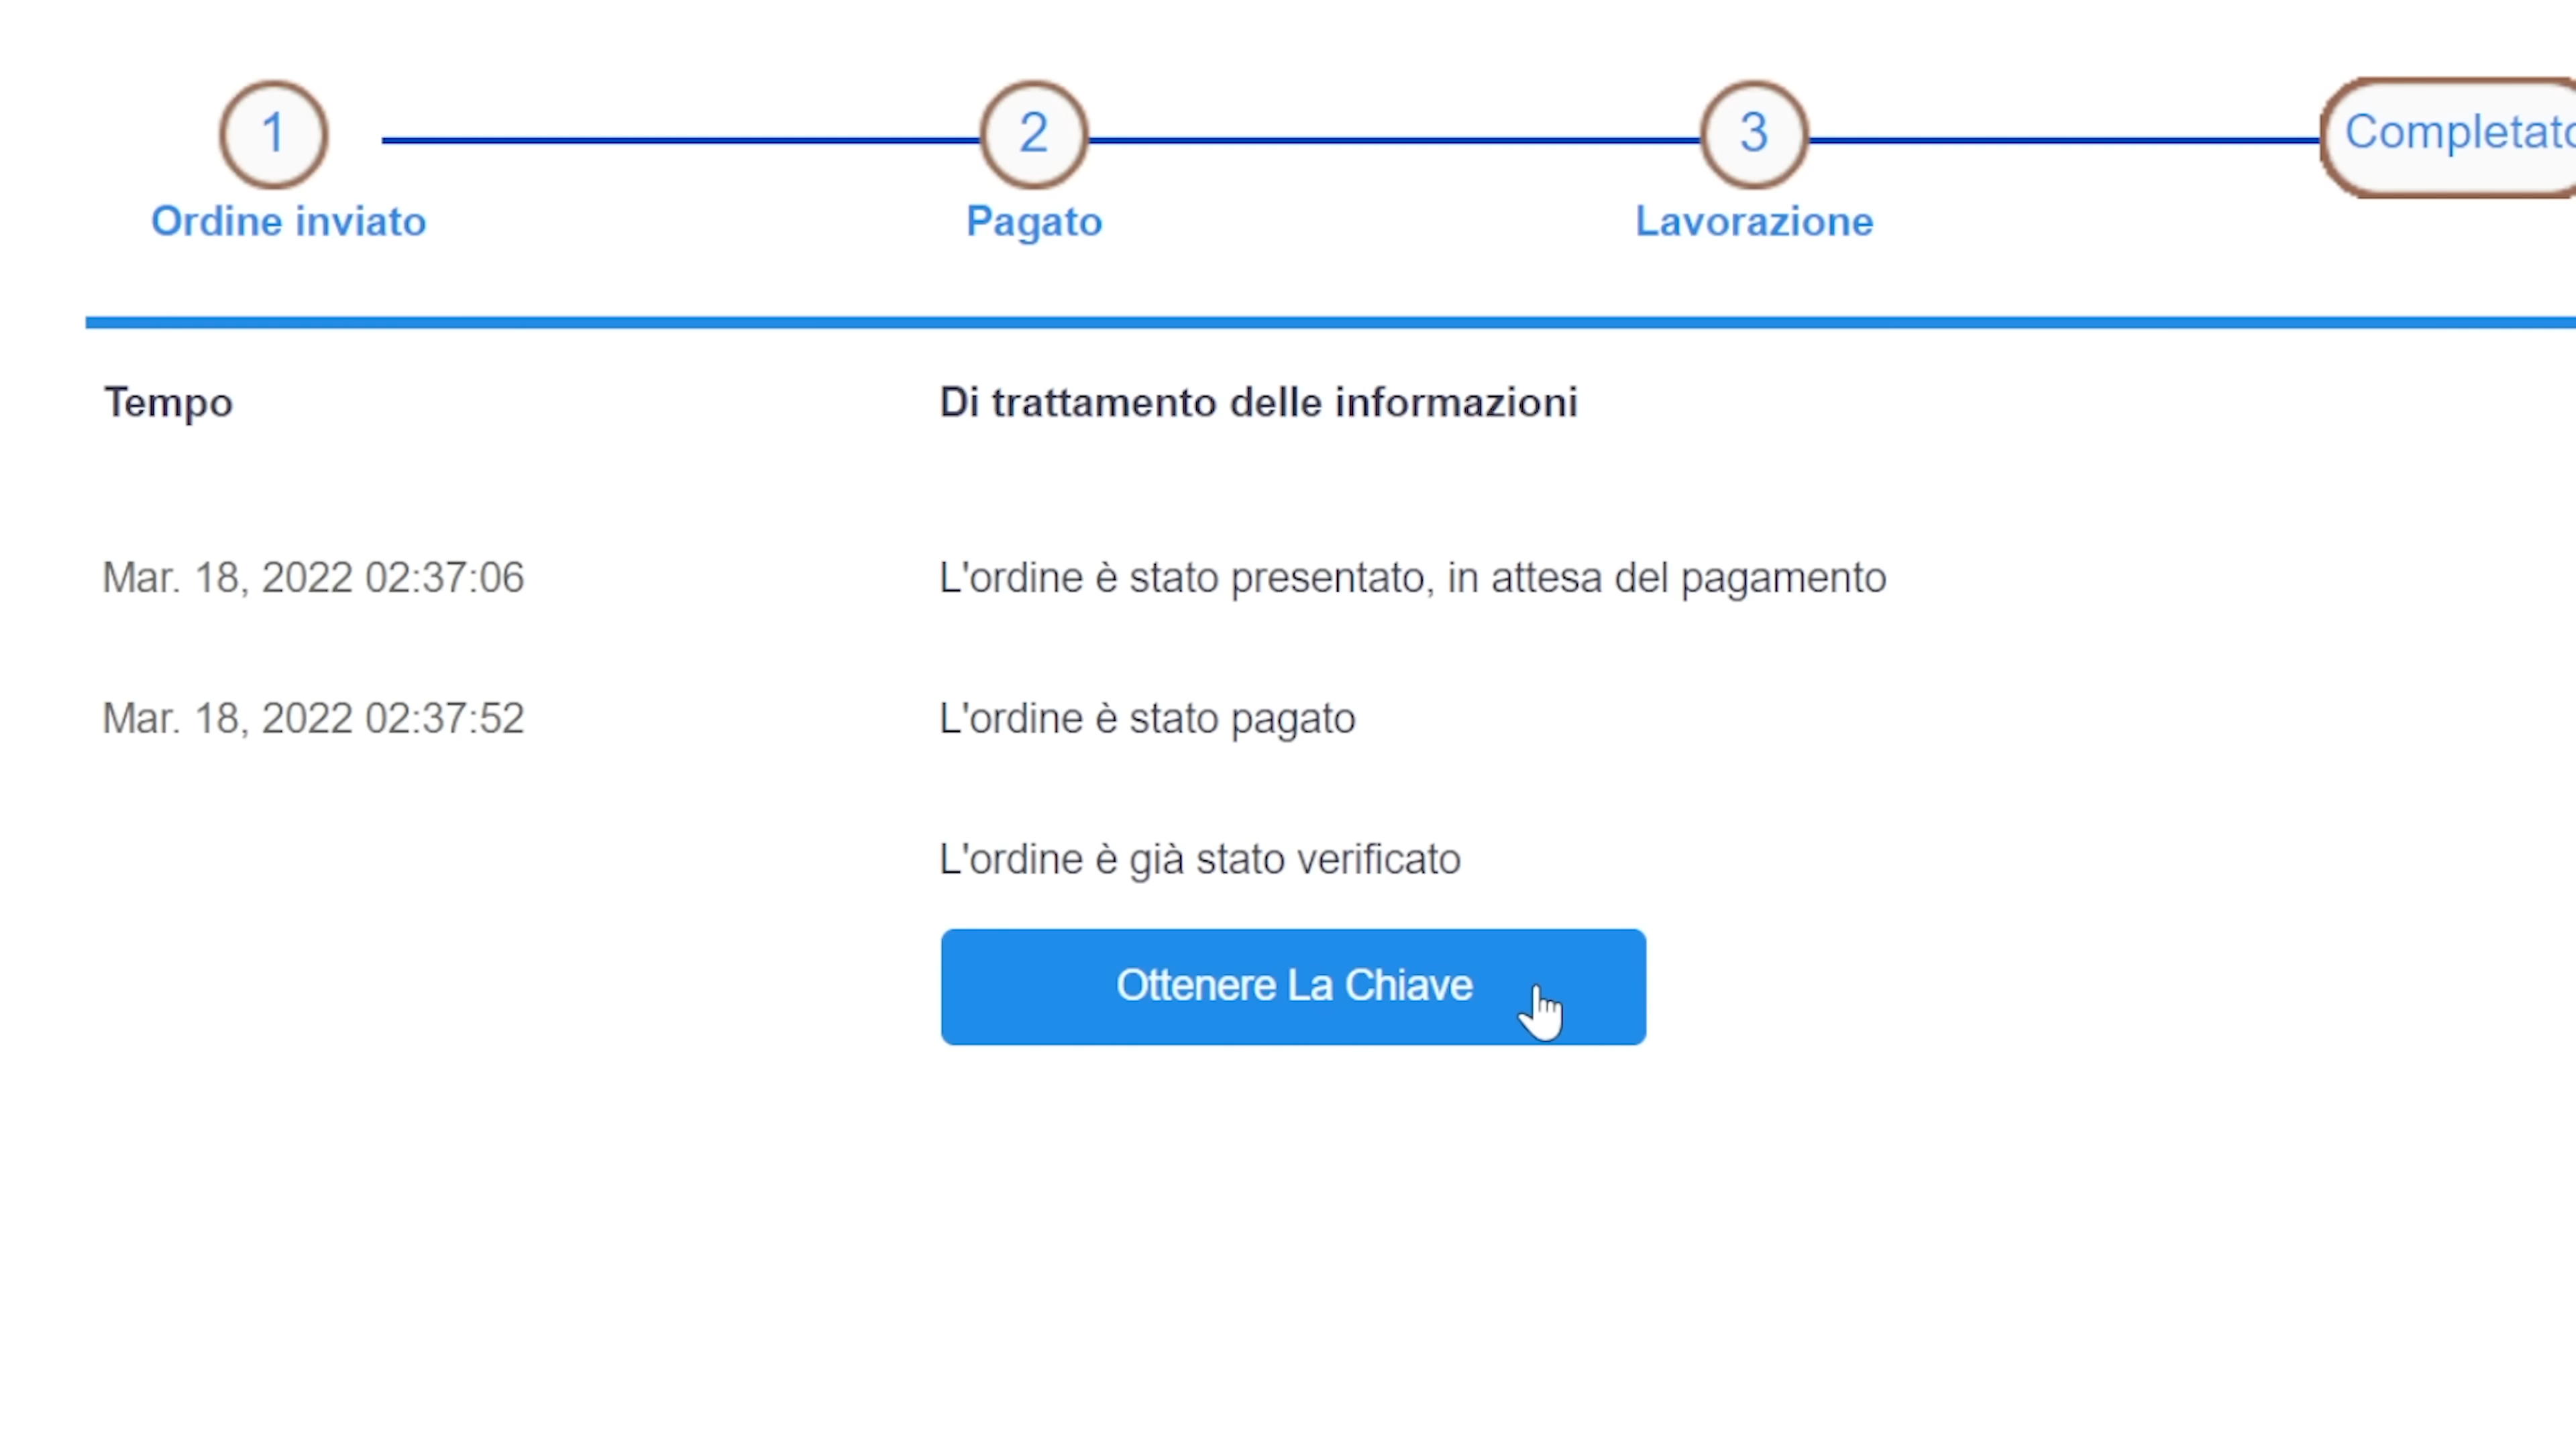 1
2
3
Ordine inviato
Pagato
Lavorazione
Tempo
Di trattamento delle informazioni
Mar. 18, 2022 02:37:06
L'ordine è stato presentato, in attesa del pagamento
Mar. 18, 2022 02:37:52
L'ordine è stato pagato
L'ordine è già stato verificato
Ottenere La Chiave